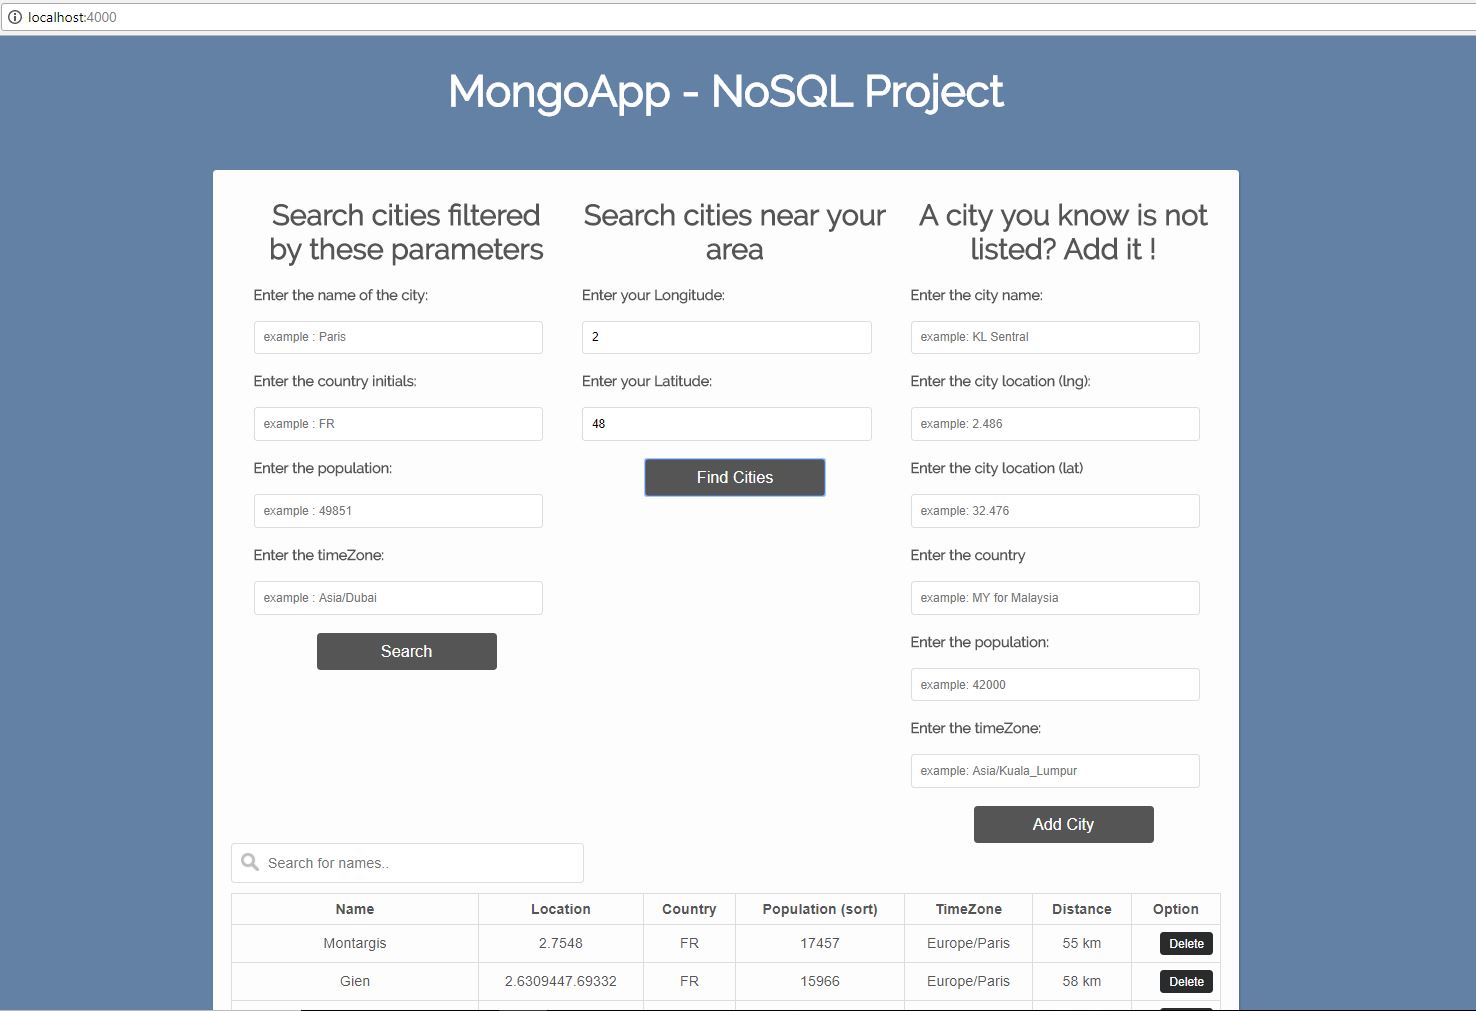 localhost:4000
MongoApp - NoSQL Project
Search cities filtered
by these parameters
Enter the name of the city:
example : Paris
Enter the country initials:
example : FR
Enter the population:
example : 49851
Enter the timeZone:
example : Asia/Dubai
Search
Search cities near your
area
Enter your Longitude:
2
Enter your Latitude:
48
Find Cities
A city you know is not
listed? Add it !
Enter the city name:
example: KL Sentral
Enter the city location (lng):
example: 2.486
Enter the city location (lat)
example: 32.476
Enter the country
example: MY for Malaysia
Enter the population:
example: 42000
Enter the timeZone:
example: Asia/Kuala_Lumpur
Add City
Search for names..
Name Location Country Population (sort) TimeZone Distance Option
Montargis 2.7548 FR 17457 Europe/Paris 55 km Delete
Gien 2.6309447.69332 FR 15966 Europe/Paris 58 km Delete